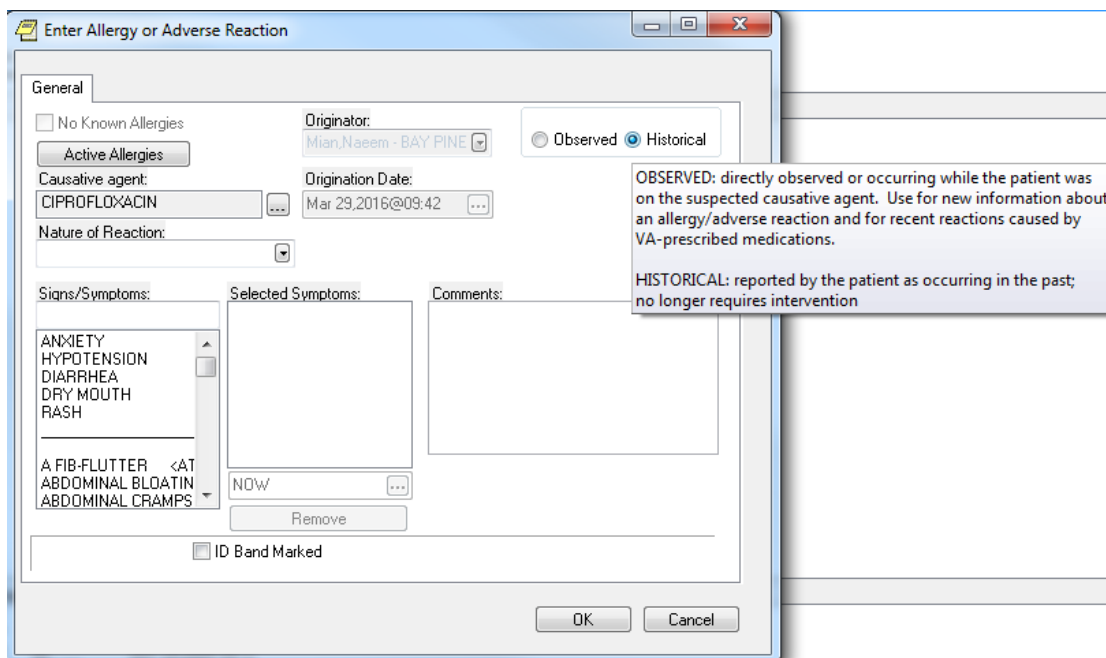 Enter Allergy or Adverse Reaction
General
No Known Allergies
Originator:
Mian,Naeem - BAY PINE
Observed
Historical
Active Allergies
Causative agent:
Origination Date:
CIPROFLOXACIN
...
Mar 29,2016@09:42
...
Nature of Reaction:
OBSERVED: directly observed or occurring while the patient was
on the suspected causative agent.  Use for new information about
an allergy/adverse reaction and for recent reactions caused by
VA-prescribed medications.
HISTORICAL: reported by the patient as occurring in the past;
no longer requires intervention
Signs/Symptoms:
Selected Symptoms:
Comments:
ANXIETY
HYPOTENSION
DIARRHEA
DRY MOUTH
RASH
A FIB-FLUTTER <AT
ABDOMINAL BLOATIN
ABDOMINAL CRAMPS
NOW
...
Remove
ID Band Marked
OK
Cancel